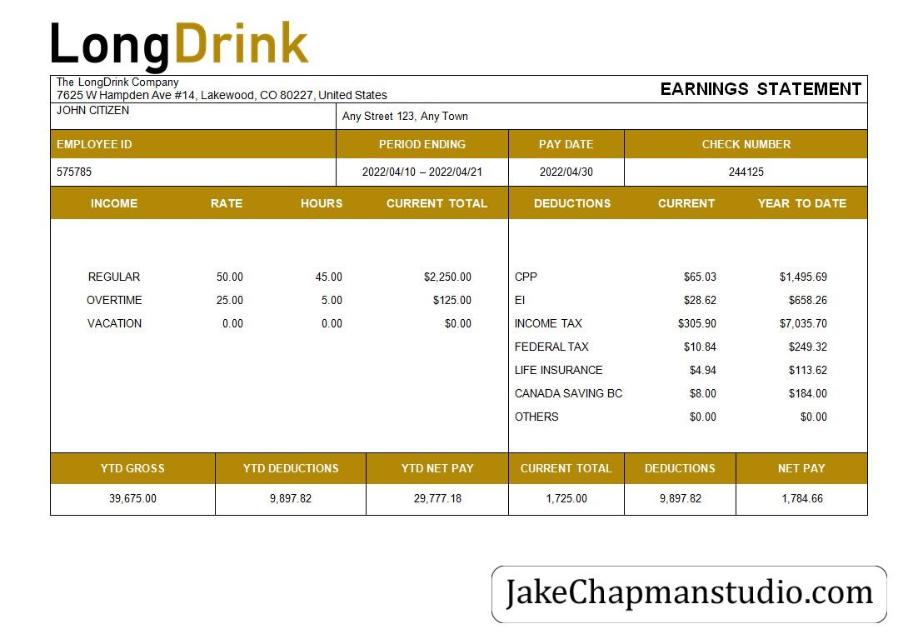 LongDrink
The LongDrink Company
7625 W Hampden Ave #14, Lakewood, CO 80227, United States
EARNINGS STATEMENT
JOHN CITIZEN
Any Street 123, Any Town
EMPLOYEE ID PERIOD ENDING PAY DATE CHECK NUMBER
575785 2022/04/10 – 2022/04/21 2022/04/30 244125
INCOME RATE HOURS CURRENT TOTAL DEDUCTIONS CURRENT YEAR TO DATE
REGULAR 50.00 45.00 $2,250.00 CPP $65.03 $1,495.69
OVERTIME 25.00 5.00 $125.00 EI $28.62 $658.26
VACATION 0.00 0.00 $0.00 INCOME TAX $305.90 $7,035.70
FEDERAL TAX $10.84 $249.32
LIFE INSURANCE $4.94 $113.62
CANADA SAVING BC $8.00 $184.00
OTHERS $0.00 $0.00
YTD GROSS YTD DEDUCTIONS YTD NET PAY CURRENT TOTAL DEDUCTIONS NET PAY
39,675.00 9,897.82 29,777.18 1,725.00 9,897.82 1,784.66
JakeChapmanstudio.com